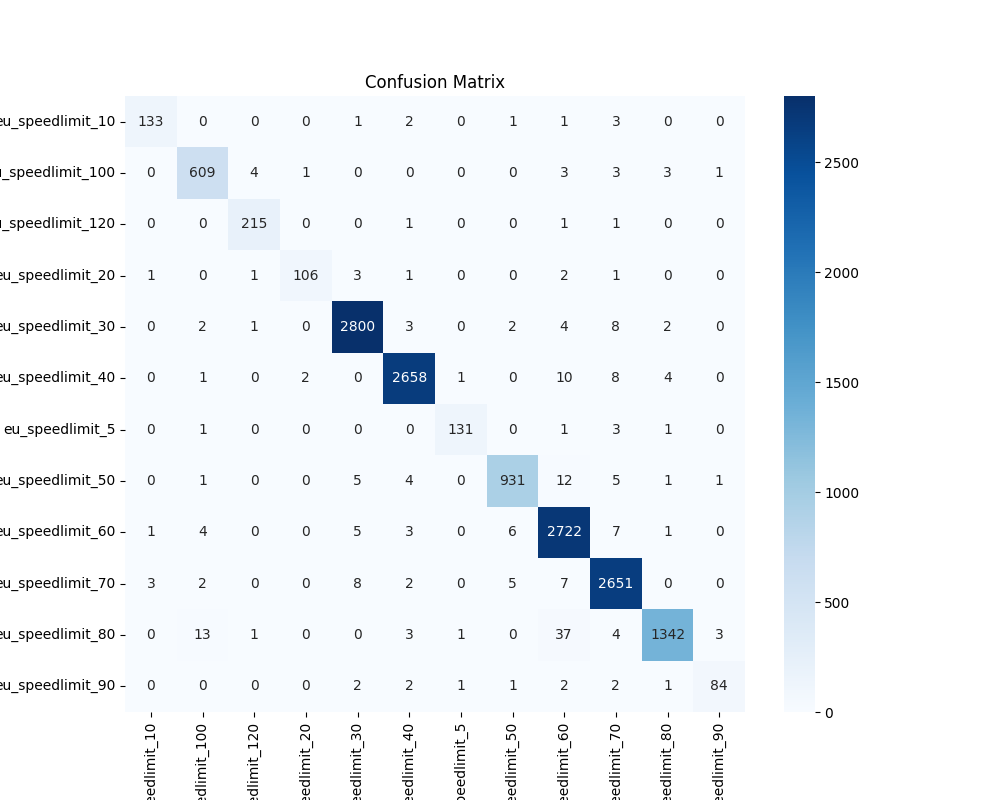 Confusion Matrix
eu_speedlimit_10 133 0 0 0 1 2 0 1 1 3 0 0
u_speedlimit_100 0 609 4 1 0 0 0 0 3 3 3 1
u_speedlimit_120 0 0 215 0 0 1 0 0 1 1 0 0
eu_speedlimit_20 1 0 1 106 3 1 0 0 2 1 0 0
eu_speedlimit_30 0 2 1 0 2800 3 0 2 4 8 2 0
eu_speedlimit_40 0 1 0 2 0 2658 1 0 10 8 4 0
eu_speedlimit_5 0 1 0 0 0 0 131 0 1 3 1 0
eu_speedlimit_50 0 1 0 0 5 4 0 931 12 5 1 1
eu_speedlimit_60 1 4 0 0 5 3 0 6 2722 7 1 0
eu_speedlimit_70 3 2 0 0 8 2 0 5 7 2651 0 0
eu_speedlimit_80 0 13 1 0 0 3 1 0 37 4 1342 3
eu_speedlimit_90 0 0 0 0 2 2 1 1 2 2 1 84
eedlimit_10
edlimit_100
edlimit_120
eedlimit_20
eedlimit_30
eedlimit_40
peedlimit_5
eedlimit_50
eedlimit_60
eedlimit_70
eedlimit_80
eedlimit_90
2500
2000
1500
1000
500
0